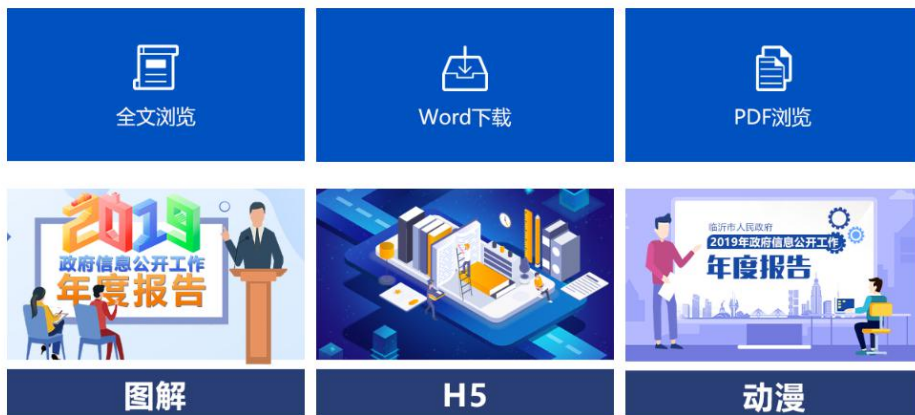 全文浏览
Word下载
PDF浏览
2019
政府信息公开工作
年度报告
临沂市人民政府
2019年政府信息公开工作
年度报告
图解
H5
动漫